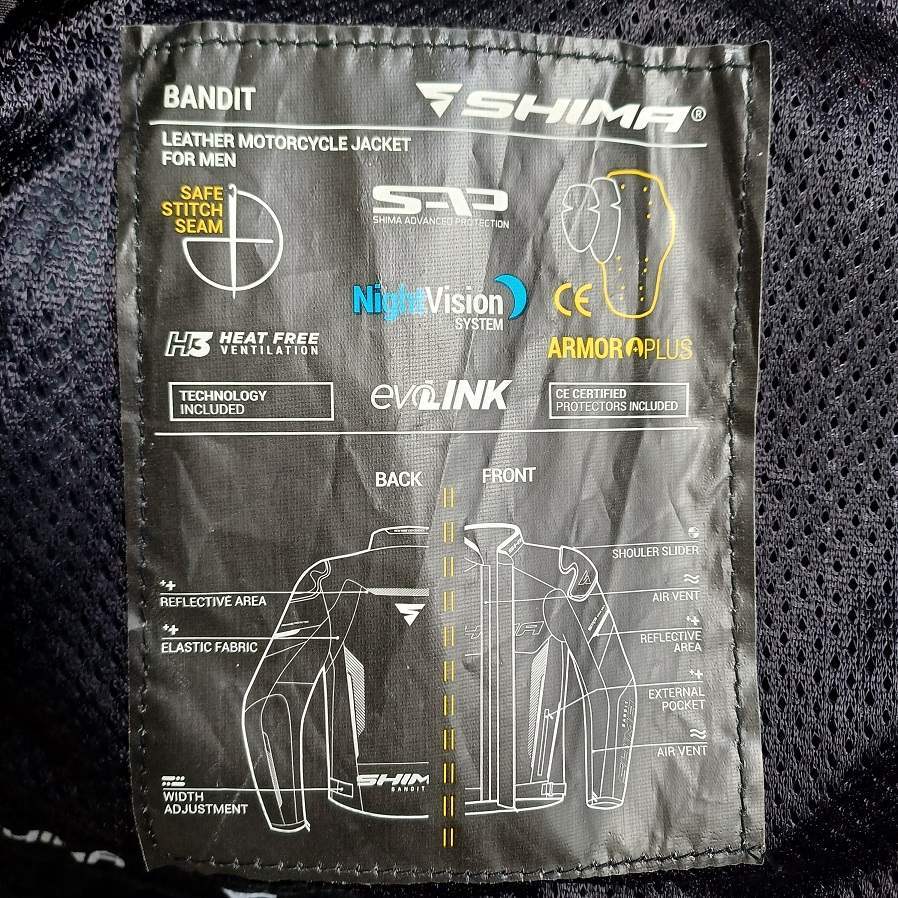 BANDIT
SHIMA®
LEATHER MOTORCYCLE JACKET
FOR MEN
SAFE
STITCH
SEAM
SAP
SHIMA ADVANCED PROTECTION
NightVision
SYSTEM
CE
H3 HEAT FREE
VENTILATION
ARMOR PLUS
TECHNOLOGY
INCLUDED
evoLINK
CE CERTIFIED
PROTECTORS INCLUDED
BACK
FRONT
SHOULER SLIDER
REFLECTIVE AREA
AIR VENT
ELASTIC FABRIC
REFLECTIVE
AREA
EXTERNAL
POCKET
AIR VENT
WIDTH
ADJUSTMENT
SHIM
BANDIT
BANDIT